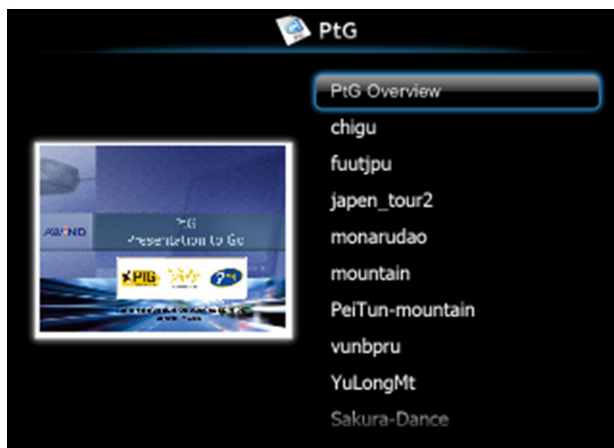 PtG
PtG Overview
chigu
fuutjpu
japen_tour2
monarudao
mountain
PeiTun-mountain
vunbpru
YuLongMt
Sakura-Dance
AWIND
PtG
Presentation to Go
PtG